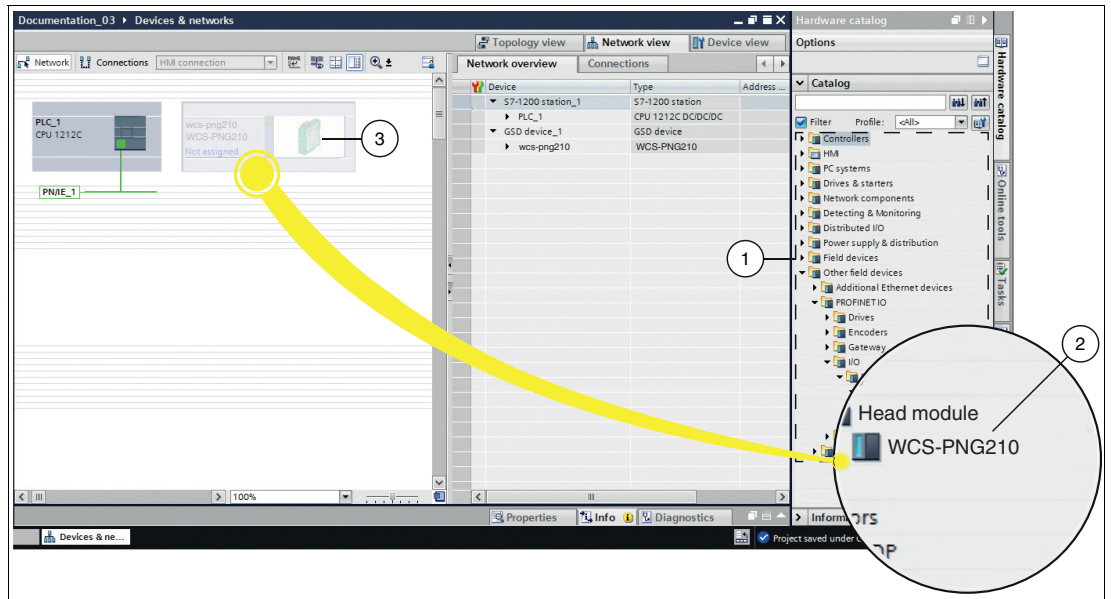 Documentation_03 ▸ Devices & networks
Topology view
Network view
Device view
Network
Connections
HMI connection
PLC_1
CPU 1212C
wcs-png210
WCS-PNG210
Not assigned
3
PN/IE_1
100%
Network overview
Connections
Device
Type
Address ...
S7-1200 station_1
S7-1200 station
PLC_1
CPU 1212C DC/DC/DC
GSD device_1
GSD device
wcs-png210
WCS-PNG210
Hardware catalog
Options
Catalog
Filter
Profile:
<All>
Controllers
HMI
PC systems
Drives & starters
Network components
Detecting & Monitoring
Distributed I/O
Power supply & distribution
Field devices
Other field devices
Additional Ethernet devices
PROFINET IO
Drives
Encoders
Gateway
I/O
1
2
Head module
WCS-PNG210
Hardware catalog
Online tools
Tasks
Properties
Info
Diagnostics
Devices & ne...
Project saved under